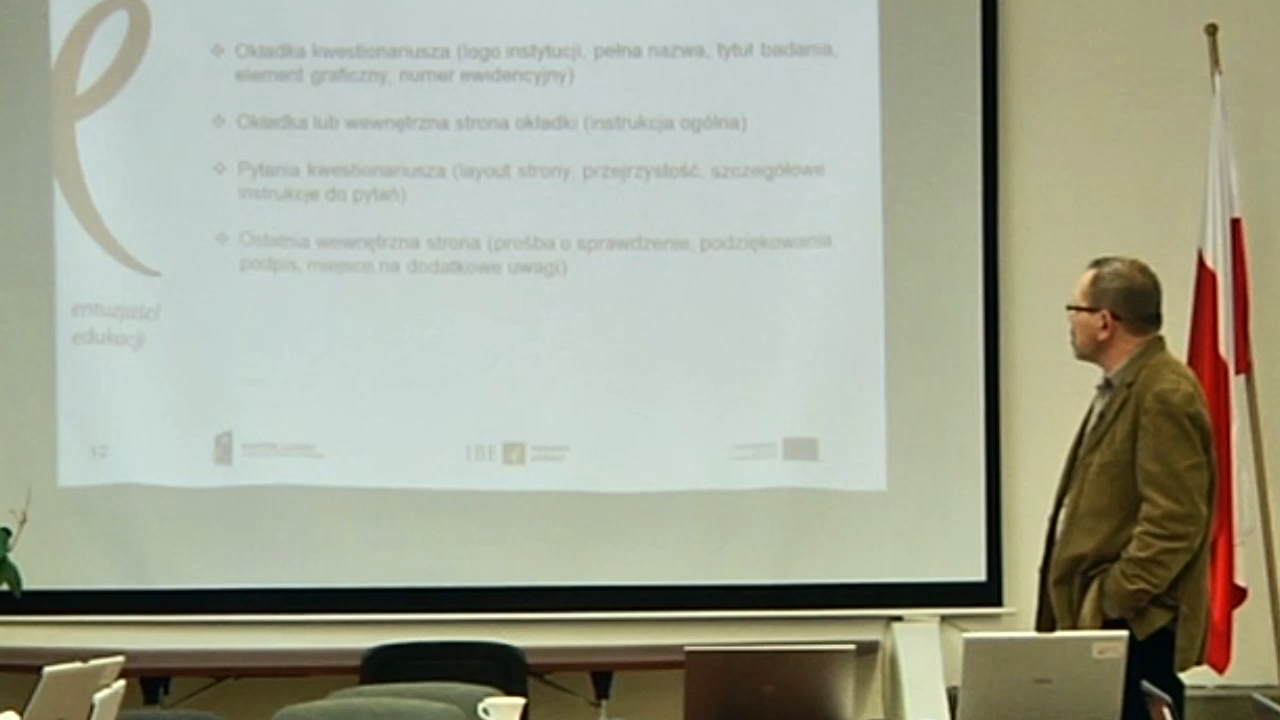 ❖ Okładka kwestionariusza (logo instytucji, pełna nazwa, tytuł badania,
element graficzny, numer ewidencyjny)
❖ Okładka lub wewnętrzna strona okładki (instrukcja ogólna)
❖ Pytania kwestionariusza (layout strony, przejrzystość, szczegółowe
instrukcje do pytań)
❖ Ostatnia wewnętrzna strona (prośba o sprawdzenie, podziękowania
podpis, miejsce na dodatkowe uwagi)
entuzjaści
edukacji
IBE